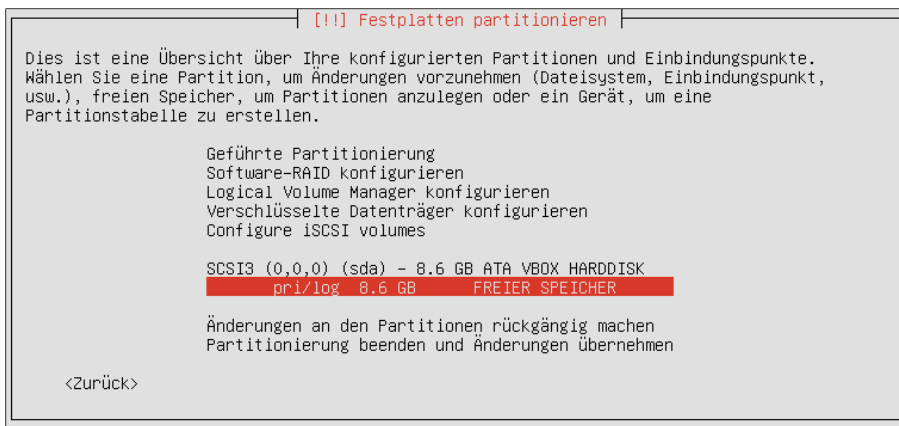 [!!] Festplatten partitionieren
Dies ist eine Übersicht über Ihre konfigurierten Partitionen und Einbindungspunkte.
Wählen Sie eine Partition, um Änderungen vorzunehmen (Dateisystem, Einbindungspunkt,
usw.), freien Speicher, um Partitionen anzulegen oder ein Gerät, um eine
Partitionstabelle zu erstellen.
Geführte Partitionierung
Software-RAID konfigurieren
Logical Volume Manager konfigurieren
Verschlüsselte Datenträger konfigurieren
Configure iSCSI volumes
SCSI3 (0,0,0) (sda) - 8.6 GB ATA VBOX HARDDISK
pri/log 8.6 GB FREIER SPEICHER
Änderungen an den Partitionen rückgängig machen
Partitionierung beenden und Änderungen übernehmen
<Zurück>